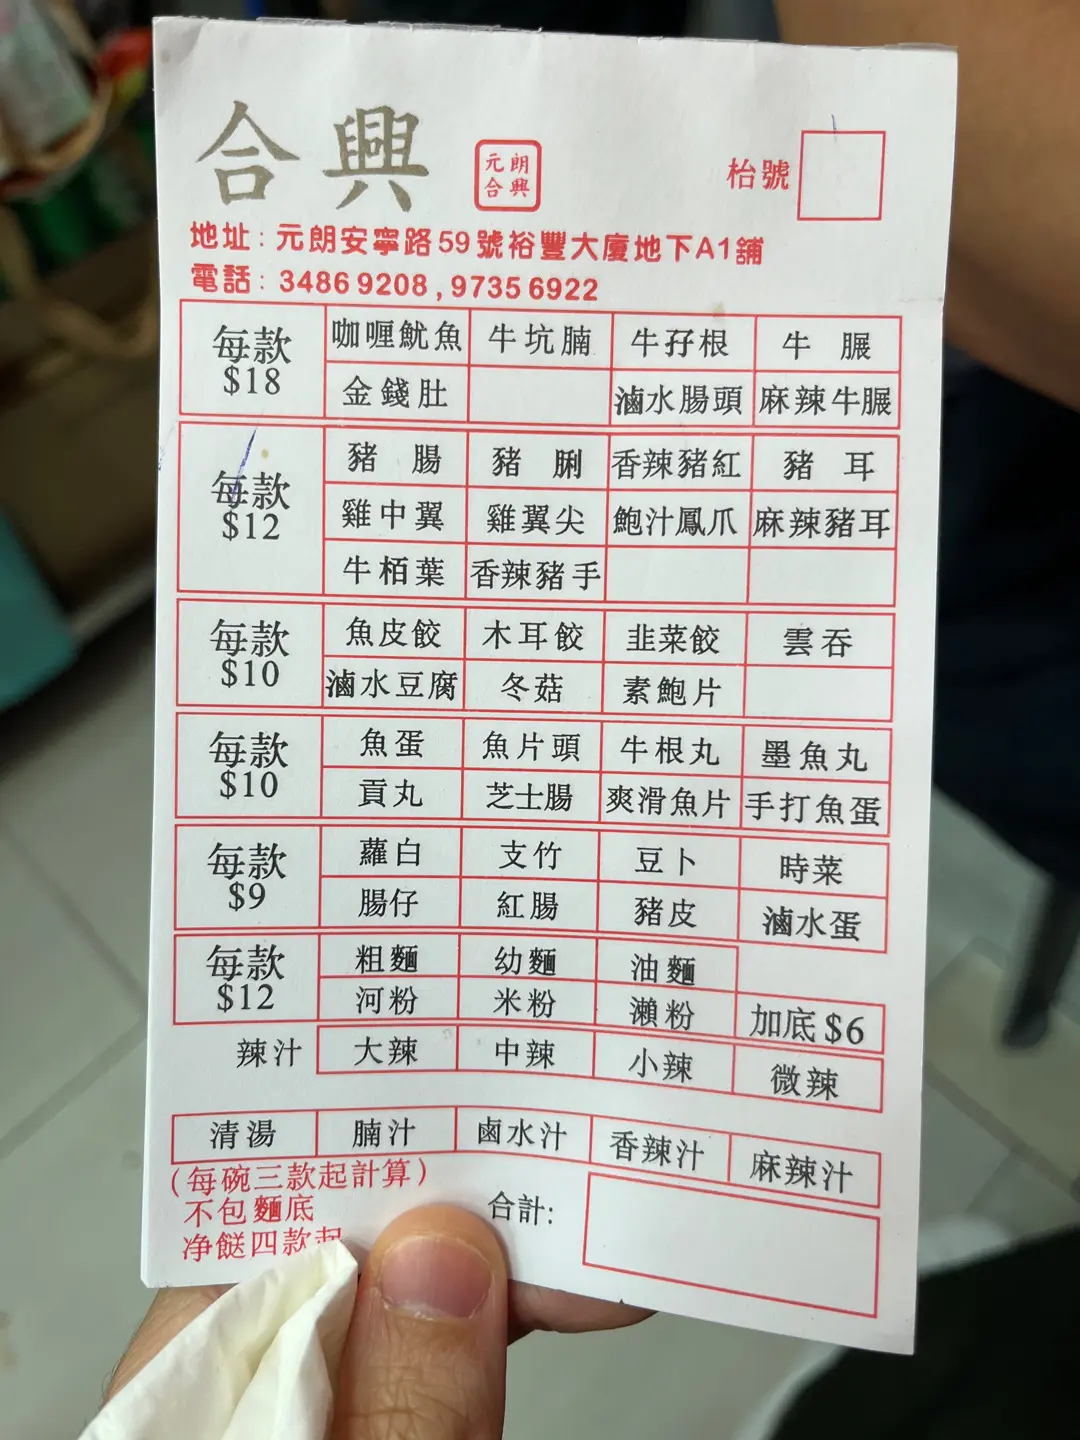 合興
元朗
合興
枱號
地址: 元朗安寧路59號裕豐大廈地下A1舖
電話: 3486 9208 , 9735 6922
每款 $18
咖喱魷魚 牛坑腩 牛孖根 牛𦟌
金錢肚 滷水腸頭 麻辣牛𦟌
每款 $12
豬腸 豬脷 香辣豬紅 豬耳
雞中翼 雞翼尖 鮑汁鳳爪 麻辣豬耳
牛栢葉 香辣豬手
每款 $10
魚皮餃 木耳餃 韭菜餃 雲吞
滷水豆腐 冬菇 素鮑片
每款 $10
魚蛋 魚片頭 牛根丸 墨魚丸
貢丸 芝士腸 爽滑魚片 手打魚蛋
每款 $9
蘿白 支竹 豆卜 時菜
腸仔 紅腸 豬皮 滷水蛋
每款 $12
粗麵 幼麵 油麵
河粉 米粉 瀨粉 加底 $6
辣汁 大辣 中辣 小辣 微辣
清湯 腩汁 鹵水汁 香辣汁 麻辣汁
(每碗三款起計算)
不包麵底
合計:
净餸四款起